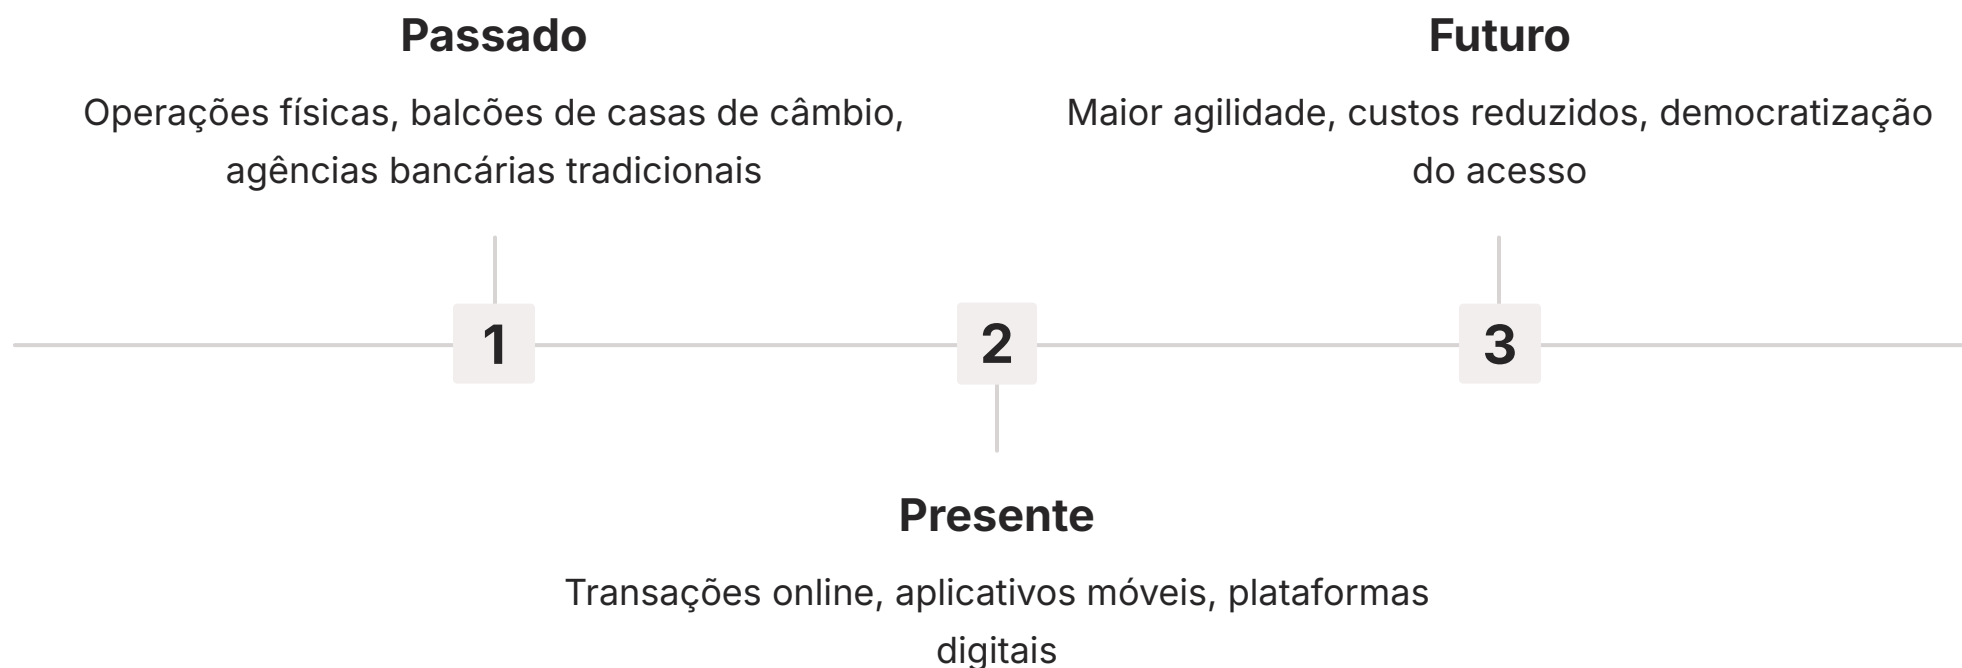 Passado
Operações físicas, balcões de casas de câmbio,
agências bancárias tradicionais
Futuro
Maior agilidade, custos reduzidos, democratização
do acesso
1
2
3
Presente
Transações online, aplicativos móveis, plataformas
digitais